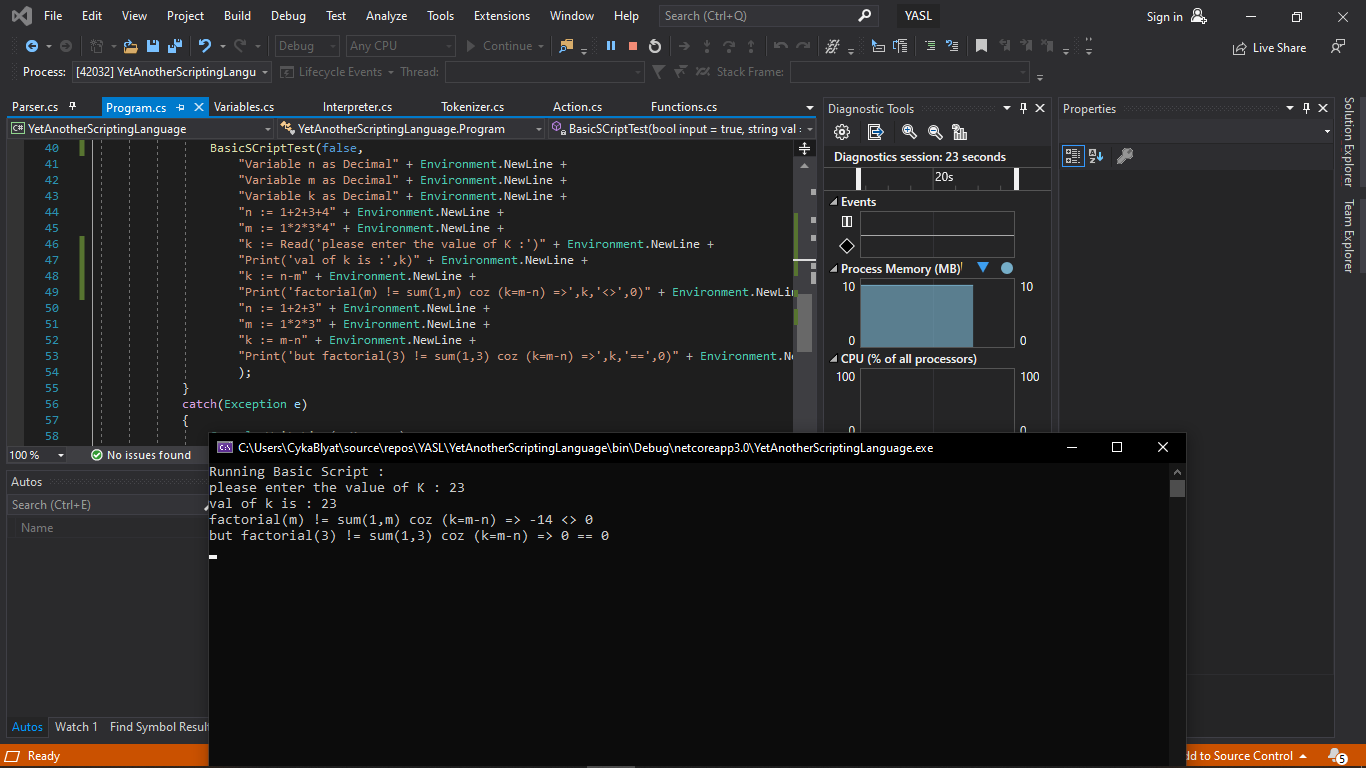 File Edit View Project Build Debug Test Analyze Tools Extensions Window Help Search (Ctrl+Q) YASL Sign in
Debug Any CPU Continue Live Share
Process: [42032] YetAnotherScriptingLangu Lifecycle Events Thread: Stack Frame:
Parser.cs Program.cs Variables.cs Interpreter.cs Tokenizer.cs Action.cs Functions.cs
C# YetAnotherScriptingLanguage YetAnotherScriptingLanguage.Program BasicSCriptTest(bool input = true, string val :
40 BasicSCriptTest(false,
41 "Variable n as Decimal" + Environment.NewLine +
42 "Variable m as Decimal" + Environment.NewLine +
43 "Variable k as Decimal" + Environment.NewLine +
44 "n := 1+2+3+4" + Environment.NewLine +
45 "m := 1*2*3*4" + Environment.NewLine +
46 "k := Read('please enter the value of K :')" + Environment.NewLine +
47 "Print('val of k is :',k)" + Environment.NewLine +
48 "k := n-m" + Environment.NewLine +
49 "Print('factorial(m) != sum(1,m) coz (k=m-n) =>',k,'<>',0)" + Environment.NewLin
50 "n := 1+2+3" + Environment.NewLine +
51 "m := 1*2*3" + Environment.NewLine +
52 "k := m-n" + Environment.NewLine +
53 "Print('but factorial(3) != sum(1,3) coz (k=m-n) =>',k,'==',0)" + Environment.Ne
54 );
55 }
56 catch(Exception e)
57 {
58
100 % No issues found
Diagnostic Tools
Diagnostics session: 23 seconds
20s
Events
Process Memory (MB)
10 10
0 0
CPU (% of all processors)
100 100
0 0
Properties
Solution Explorer
Team Explorer
Autos
Search (Ctrl+E)
Name
C:\Users\CykaBlyat\source\repos\YASL\YetAnotherScriptingLanguage\bin\Debug\netcoreapp3.0\YetAnotherScriptingLanguage.exe
Running Basic Script :
please enter the value of K : 23
val of k is : 23
factorial(m) != sum(1,m) coz (k=m-n) => -14 <> 0
but factorial(3) != sum(1,3) coz (k=m-n) => 0 == 0
Autos Watch 1 Find Symbol Result
Ready dd to Source Control 5